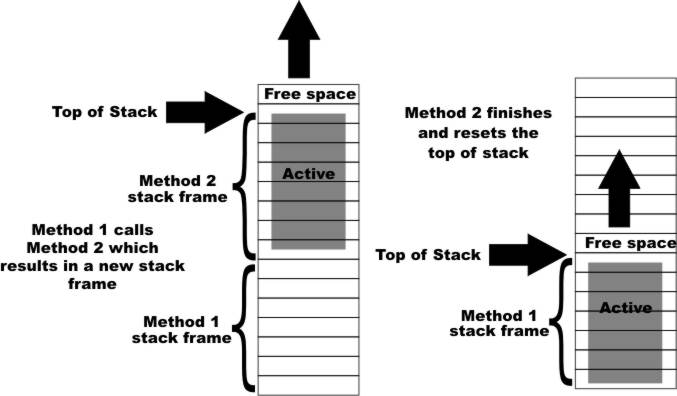 Free space
Top of Stack
Active
Method 2
stack frame
Method 1 calls
Method 2 which
results in a new stack
frame
Method 1
stack frame
Method 2 finishes
and resets the
top of stack
Free space
Top of Stack
Active
Method 1
stack frame